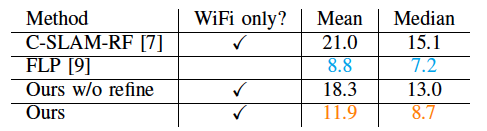 Method WiFi only? Mean Median
C-SLAM-RF [7] ✓ 21.0 15.1
FLP [9] 8.8 7.2
Ours w/o refine ✓ 18.3 13.0
Ours ✓ 11.9 8.7